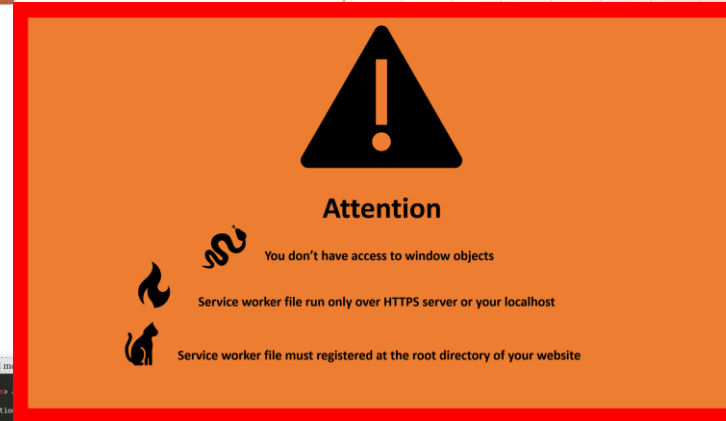 Attention
You don't have access to window objects
Service worker file run only over HTTPS server or your localhost
Service worker file must registered at the root directory of your website